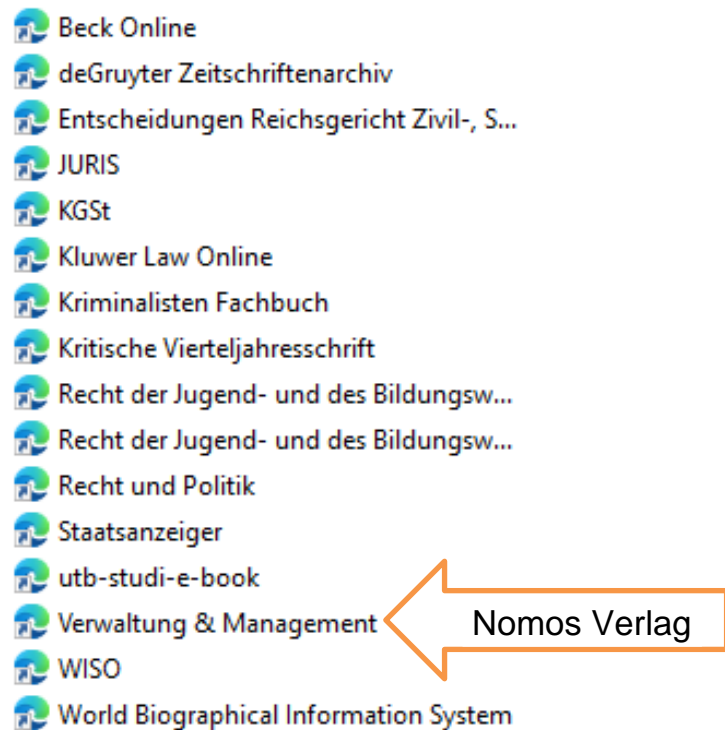 Beck Online
deGruyter Zeitschriftenarchiv
Entscheidungen Reichsgericht Zivil-, S...
JURIS
KGSt
Kluwer Law Online
Kriminalisten Fachbuch
Kritische Vierteljahresschrift
Recht der Jugend- und des Bildungsw...
Recht der Jugend- und des Bildungsw...
Recht und Politik
Staatsanzeiger
utb-studi-e-book
Verwaltung & Management Nomos Verlag
WISO
World Biographical Information System